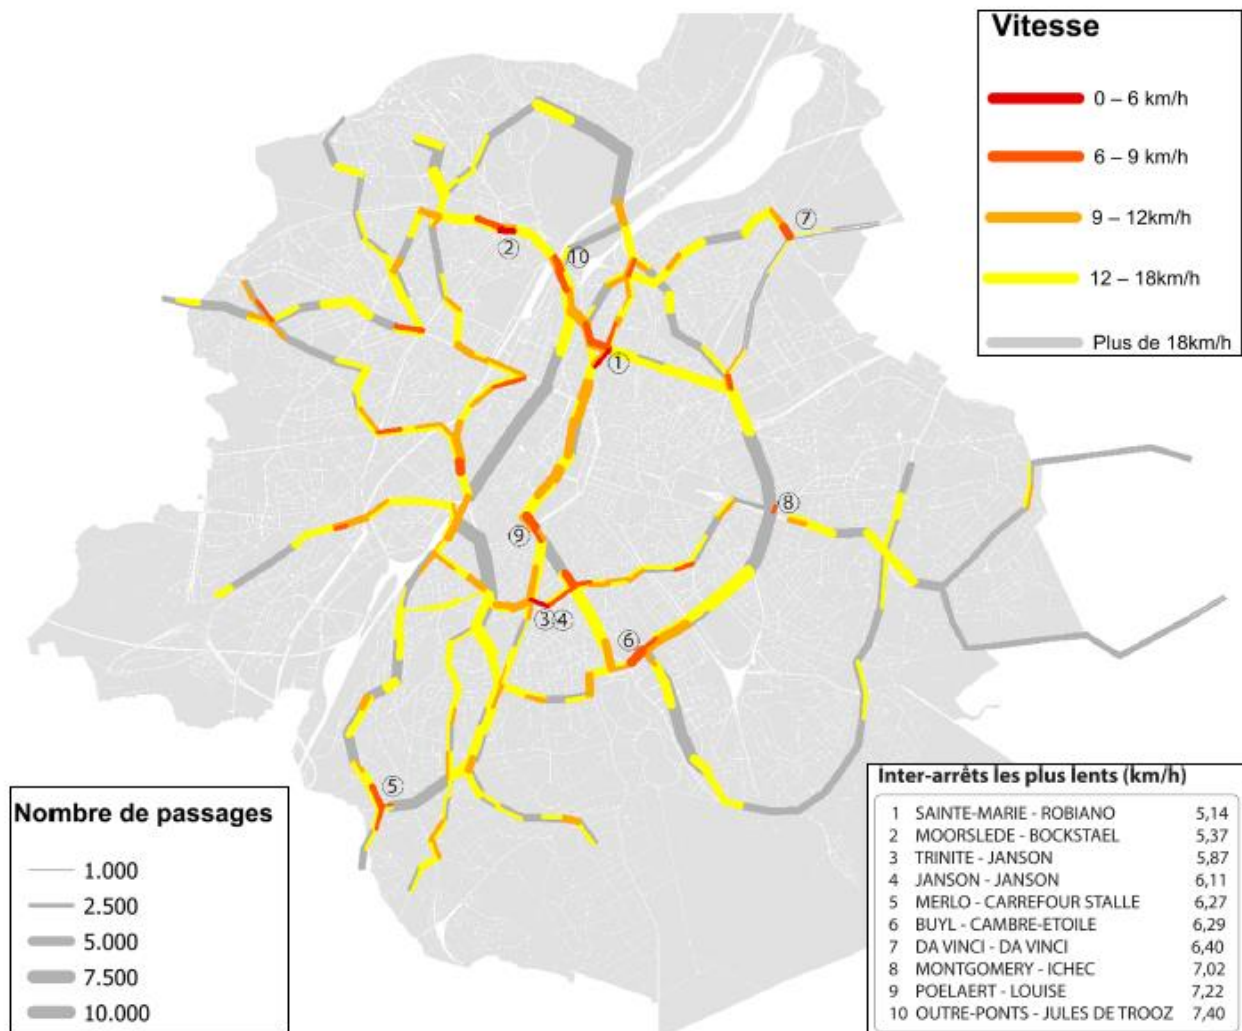 Vitesse
0 – 6 km/h
6 – 9 km/h
9 – 12km/h
12 – 18km/h
Plus de 18km/h
7
2
10
1
8
9
3 4
6
5
Nombre de passages
1.000
2.500
5.000
7.500
10.000
Inter-arrêts les plus lents (km/h)
1 SAINTE-MARIE - ROBIANO 5,14
2 MOORSLEDE - BOCKSTAEL 5,37
3 TRINITE - JANSON 5,87
4 JANSON - JANSON 6,11
5 MERLO - CARREFOUR STALLE 6,27
6 BUYL - CAMBRE-ETOILE 6,29
7 DA VINCI - DA VINCI 6,40
8 MONTGOMERY - ICHEC 7,02
9 POELAERT - LOUISE 7,22
10 OUTRE-PONTS - JULES DE TROOZ 7,40